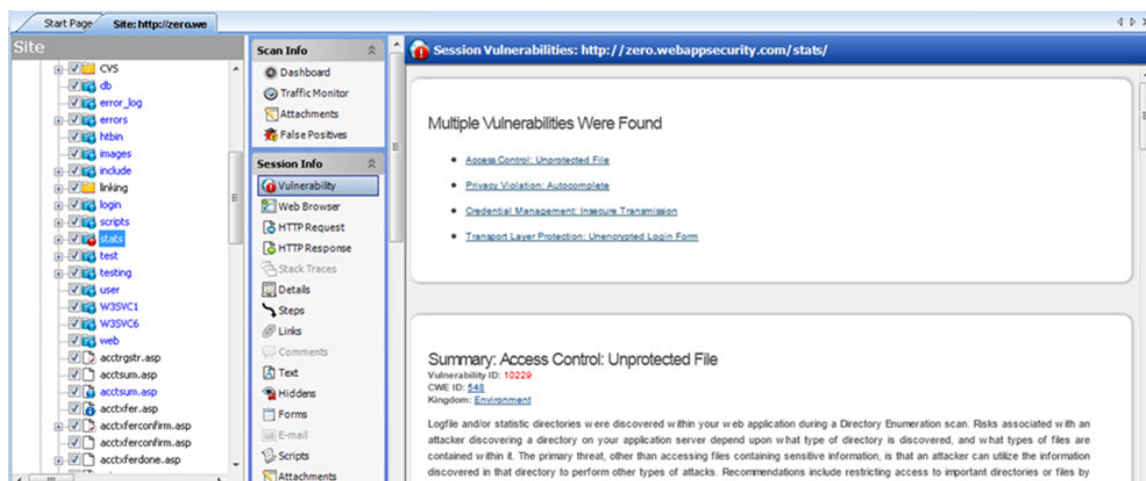 Start Page
Site: http://zero.we
Site
CVS
db
error_log
errors
htbin
images
include
linking
login
scripts
stats
test
testing
user
W3SVC1
W3SVC6
web
acctrgstr.asp
acctsum.asp
acctsum.asp
acctxfer.asp
acctxferconfirm.asp
acctxferconfirm.asp
acctxferdone.asp
Scan Info
Dashboard
Traffic Monitor
Attachments
False Positives
Session Info
Vulnerability
Web Browser
HTTP Request
HTTP Response
Stack Traces
Details
Steps
Links
Comments
Text
Hiddens
Forms
E-mail
Scripts
Attachments
Session Vulnerabilities: http://zero.webappsecurity.com/stats/
Multiple Vulnerabilities Were Found
Access Control: Unprotected File
Privacy Violation: Autocomplete
Credential Management: Insecure Transmission
Transport Layer Protection: Unencrypted Login Form
Summary: Access Control: Unprotected File
Vulnerability ID: 10229
CWE ID: 548
Kingdom: Environment
Logfile and/or statistic directories were discovered within your web application during a Directory Enumeration scan. Risks associated with an
attacker discovering a directory on your application server depend upon what type of directory is discovered, and what types of files are
contained within it. The primary threat, other than accessing files containing sensitive information, is that an attacker can utilize the information
discovered in that directory to perform other types of attacks. Recommendations include restricting access to important directories or files by